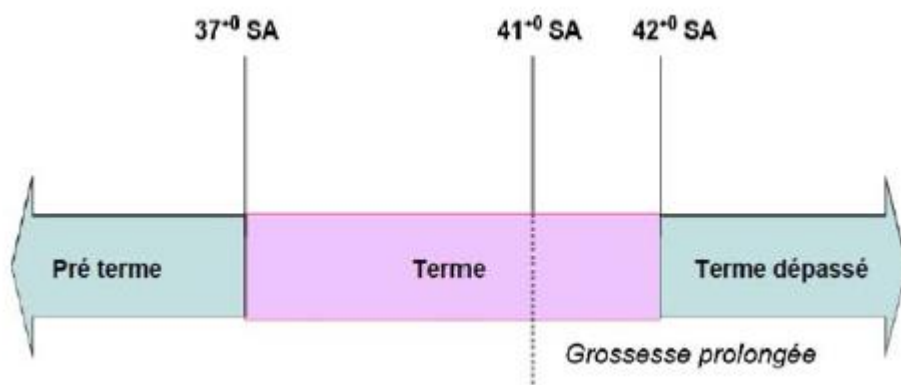 37⁺⁰ SA 41⁺⁰ SA 42⁺⁰ SA
Pré terme Terme Terme dépassé
Grossesse prolongée